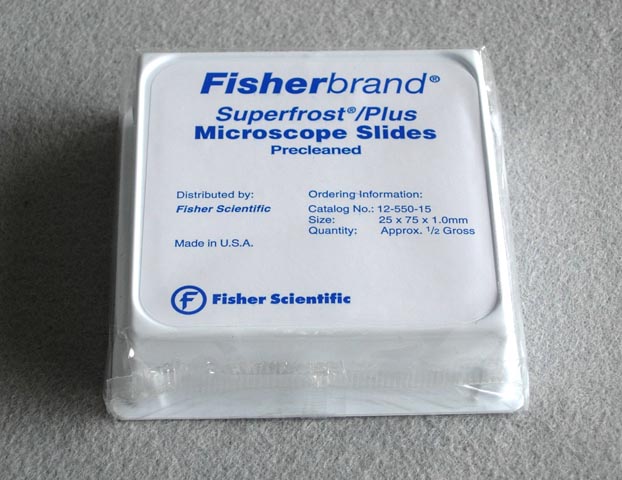 Fisherbrand®
Superfrost®/Plus
Microscope Slides
Precleaned
Distributed by:
Fisher Scientific
Made in U.S.A.
Ordering Information:
Catalog No.: 12-550-15
Size: 25 x 75 x 1.0mm
Quantity: Approx. 1/2 Gross
F Fisher Scientific